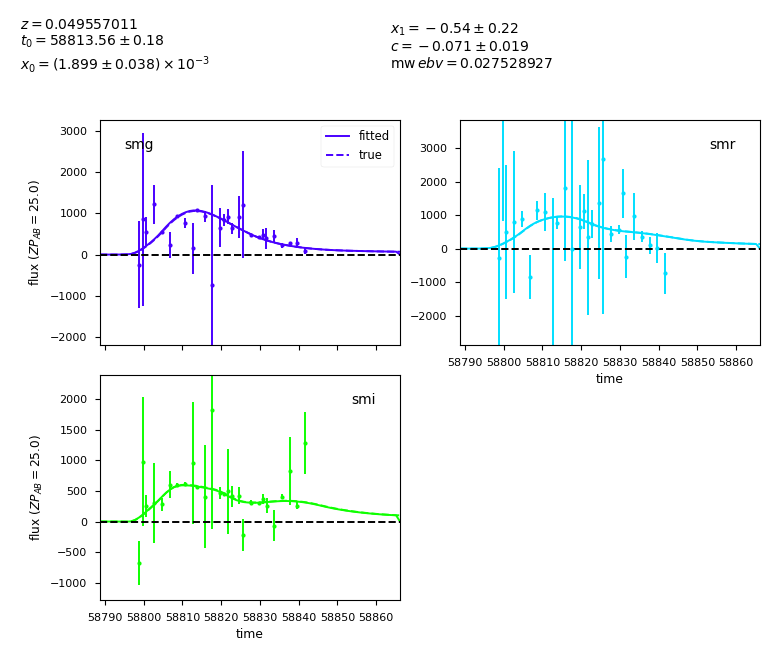 z = 0.049557011
t₀ = 58813.56 ± 0.18
x₀ = (1.899 ± 0.038) × 10⁻³
x₁ = −0.54 ± 0.22
c = −0.071 ± 0.019
mw ebv = 0.027528927
smg
fitted
true
3000
2000
1000
0
−1000
−2000
flux (ZP_AB = 25.0)
smr
3000
2000
1000
0
−1000
−2000
58790 58800 58810 58820 58830 58840 58850 58860
time
smi
2000
1500
1000
500
0
−500
−1000
flux (ZP_AB = 25.0)
58790 58800 58810 58820 58830 58840 58850 58860
time